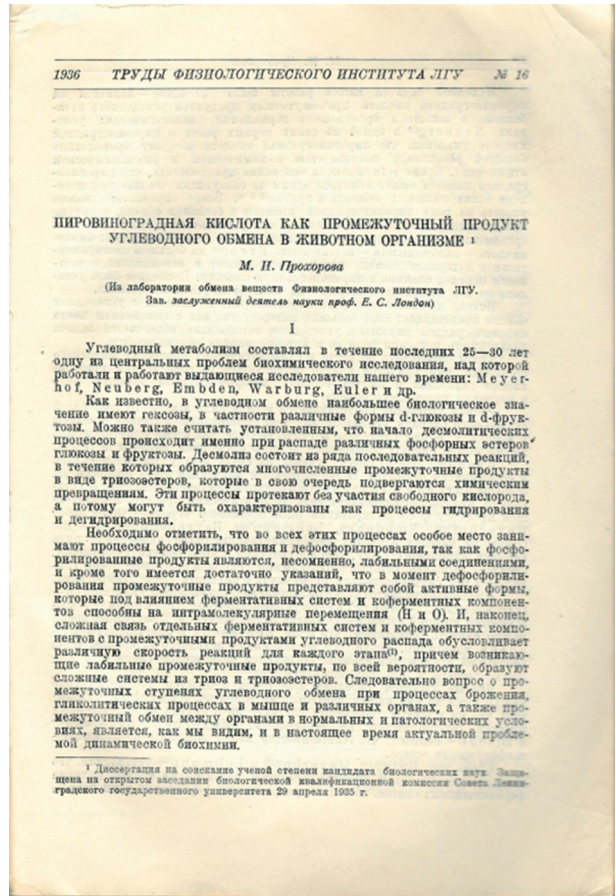 1936 ТРУДЫ ФИЗИОЛОГИЧЕСКОГО ИНСТИТУТА ЛГУ № 16
ПИРОВИНОГРАДНАЯ КИСЛОТА КАК ПРОМЕЖУТОЧНЫЙ ПРОДУКТ
УГЛЕВОДНОГО ОБМЕНА В ЖИВОТНОМ ОРГАНИЗМЕ ¹
М. И. Прохорова
(Из лаборатории обмена веществ Физиологического института ЛГУ.
Зав. заслуженный деятель науки проф. Е. С. Лондон)
I
Углеводный метаболизм составлял в течение последних 25—30 лет
одну из центральных проблем биохимического исследования, над которой
работали и работают выдающиеся исследователи нашего времени: Meyer-
hof, Neuberg, Embden, Warburg, Euler и др.
Как известно, в углеводном обмене наибольшее биологическое зна-
чение имеют гексозы, в частности различные формы d-глюкозы и d-фрук-
тозы. Можно также считать установленным, что начало десмолитических
процессов происходит именно при распаде различных фосфорных эстеров
глюкозы и фруктозы. Десмолиз состоит из ряда последовательных реакций,
в течение которых образуются многочисленные промежуточные продукты
в виде триозоэстеров, которые в свою очередь подвергаются химическим
превращениям. Эти процессы протекают без участия свободного кислорода,
а потому могут быть охарактеризованы как процессы гидрирования
и дегидрирования.
Необходимо отметить, что во всех этих процессах особое место зани-
мают процессы фосфорилирования и дефосфорилирования, так как фосфо-
рилированные продукты являются, несомненно, лабильными соединениями,
и кроме того имеется достаточно указаний, что в момент дефосфорили-
рования промежуточные продукты представляют собой активные формы,
которые под влиянием ферментативных систем и коферментных компонен-
тов способны на интрамолекулярные перемещения (H и O). И, наконец,
сложная связь отдельных ферментативных систем и коферментных компо-
нентов с промежуточными продуктами углеводного распада обусловливает
различную скорость реакций для каждого этапа⁽¹⁾, причем возникаю-
щие лабильные промежуточные продукты, по всей вероятности, образуют
сложные системы из триоз и триозоэстеров. Следовательно вопрос о про-
межуточных ступенях углеводного обмена при процессах брожения,
гликолитических процессах в мышце и различных органах, а также про-
межуточный обмен между органами в нормальных и патологических усло-
виях, является, как мы видим, и в настоящее время актуальной пробле-
мой динамической биохимии.
¹ Диссертация на соискание ученой степени кандидата биологических наук. Защи-
щена на открытом заседании биологической квалификационной комиссии Совета Ленин-
градского государственного университета 29 апреля 1935 г.